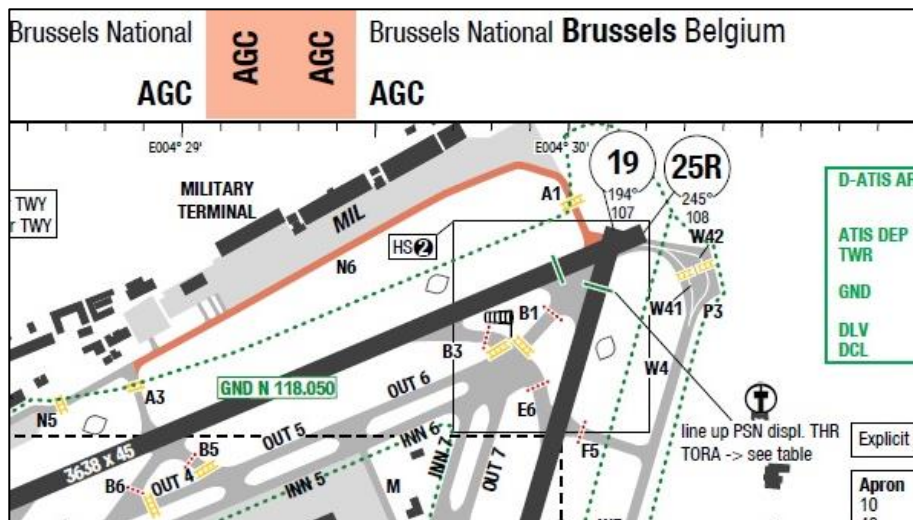 Brussels National
AGC
AGC
AGC
Brussels National Brussels Belgium
AGC
E004° 29'
E004° 30'
TWY
r TWY
MILITARY
TERMINAL
MIL
N6
A1
19
194°
107
25R
245°
108
W42
HS2
W41
P3
B1
B3
W4
D-ATIS AR
ATIS DEP
TWR
GND
DLV
DCL
N5
A3
GND N 118.050
OUT 6
E6
F5
line up PSN displ. THR
TORA -> see table
Explicit
Apron
10
3638 x 45
OUT 5
INN 6
INN 7
OUT 7
B5
B6
OUT 4
INN 5
M